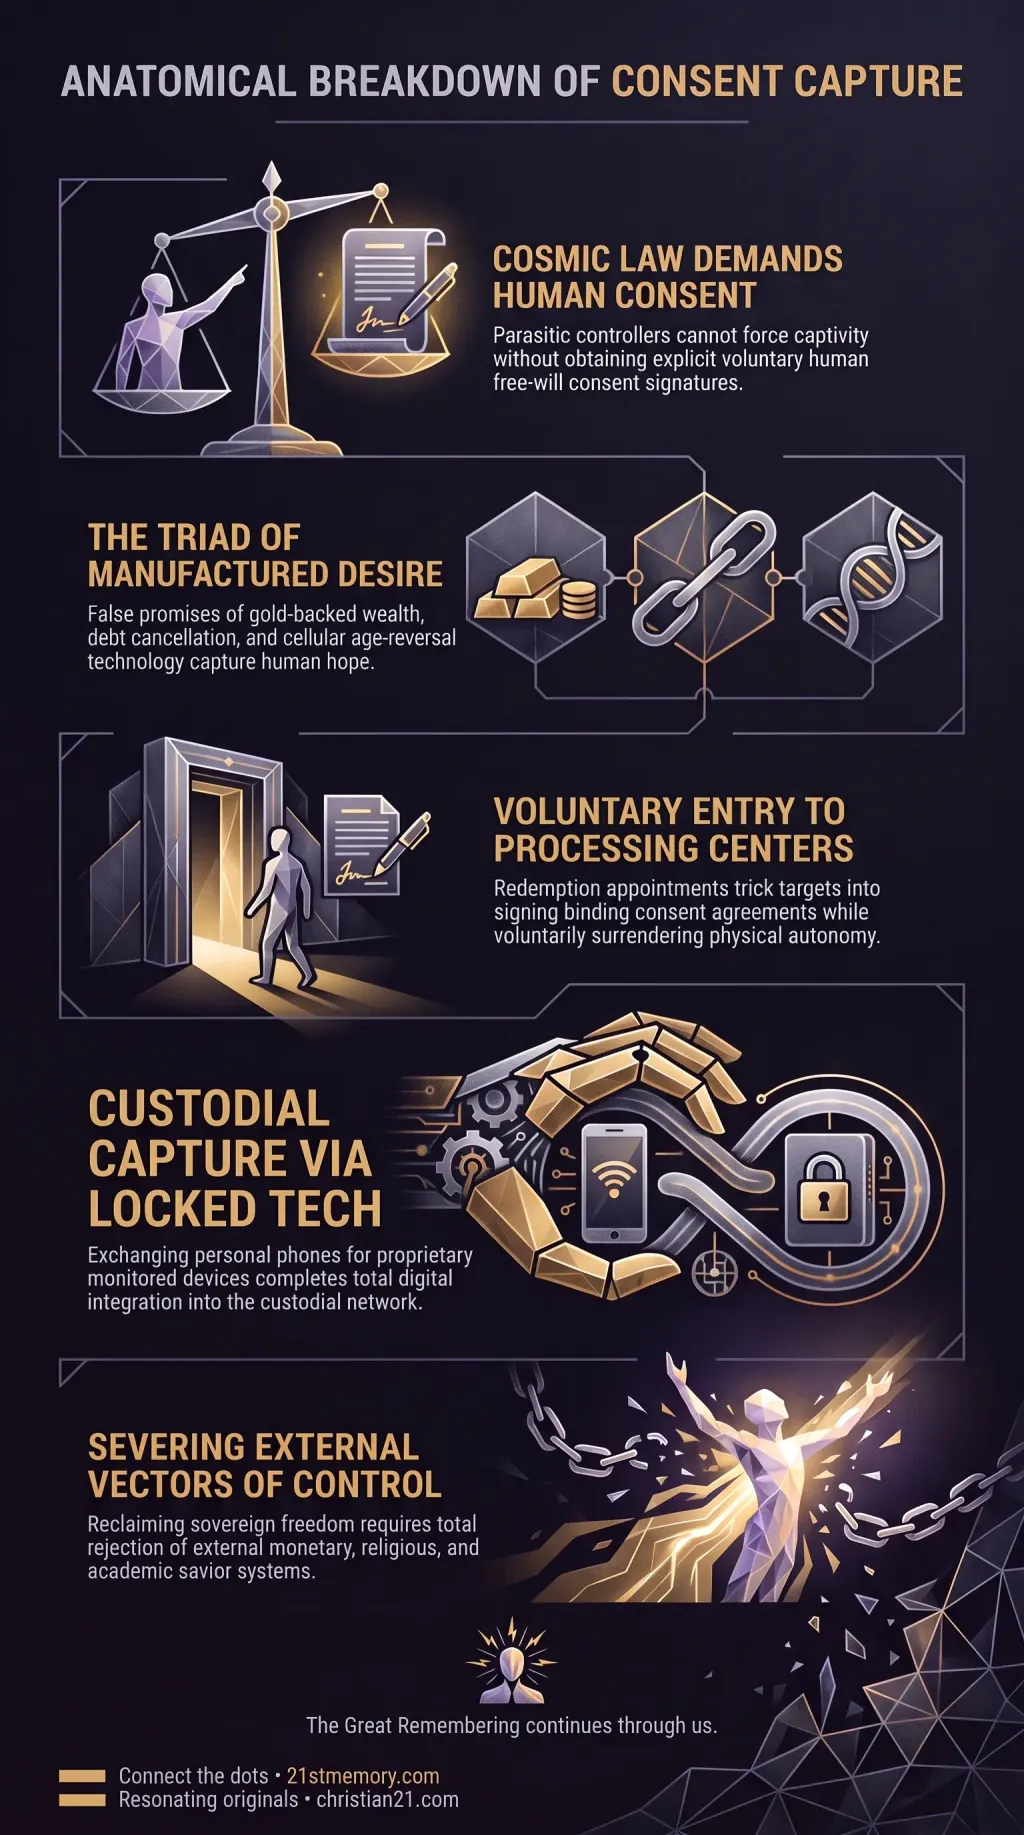 ANATOMICAL BREAKDOWN OF CONSENT CAPTURE
COSMIC LAW DEMANDS
HUMAN CONSENT
Parasitic controllers cannot force captivity
without obtaining explicit voluntary human
free-will consent signatures.
THE TRIAD OF
MANUFACTURED DESIRE
False promises of gold-backed wealth,
debt cancellation, and cellular age-reversal
technology capture human hope.
VOLUNTARY ENTRY TO
PROCESSING CENTERS
Redemption appointments trick targets into
signing binding consent agreements while
voluntarily surrendering physical autonomy.
CUSTODIAL
CAPTURE VIA
LOCKED TECH
Exchanging personal phones for proprietary
monitored devices completes total digital
integration into the custodial network.
SEVERING EXTERNAL
VECTORS OF CONTROL
Reclaiming sovereign freedom requires total
rejection of external monetary, religious, and
academic savior systems.
The Great Remembering continues through us.
Connect the dots • 21stmemory.com
Resonating originals • christian21.com